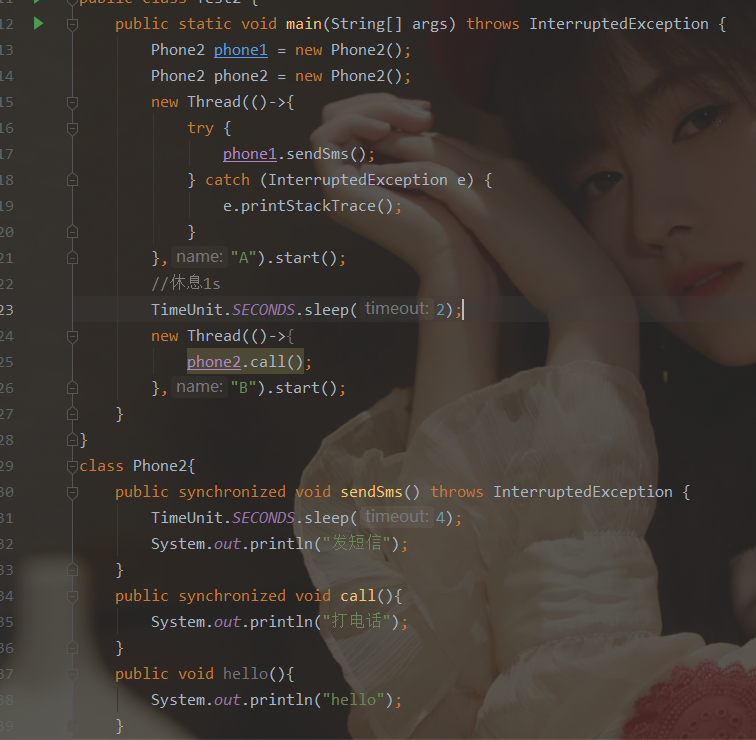 11 public class Test2 {
12 public static void main(String[] args) throws InterruptedException {
13 Phone2 phone1 = new Phone2();
14 Phone2 phone2 = new Phone2();
15 new Thread(()->{
16 try {
17 phone1.sendSms();
18 } catch (InterruptedException e) {
19 e.printStackTrace();
20 }
21 }, name: "A").start();
22 //休息1s
23 TimeUnit.SECONDS.sleep( timeout: 2);
24 new Thread(()->{
25 phone2.call();
26 }, name: "B").start();
27 }
28 }
29 class Phone2{
30 public synchronized void sendSms() throws InterruptedException {
31 TimeUnit.SECONDS.sleep( timeout: 4);
32 System.out.println("发短信");
33 }
34 public synchronized void call(){
35 System.out.println("打电话");
36 }
37 public void hello(){
38 System.out.println("hello");
39 }